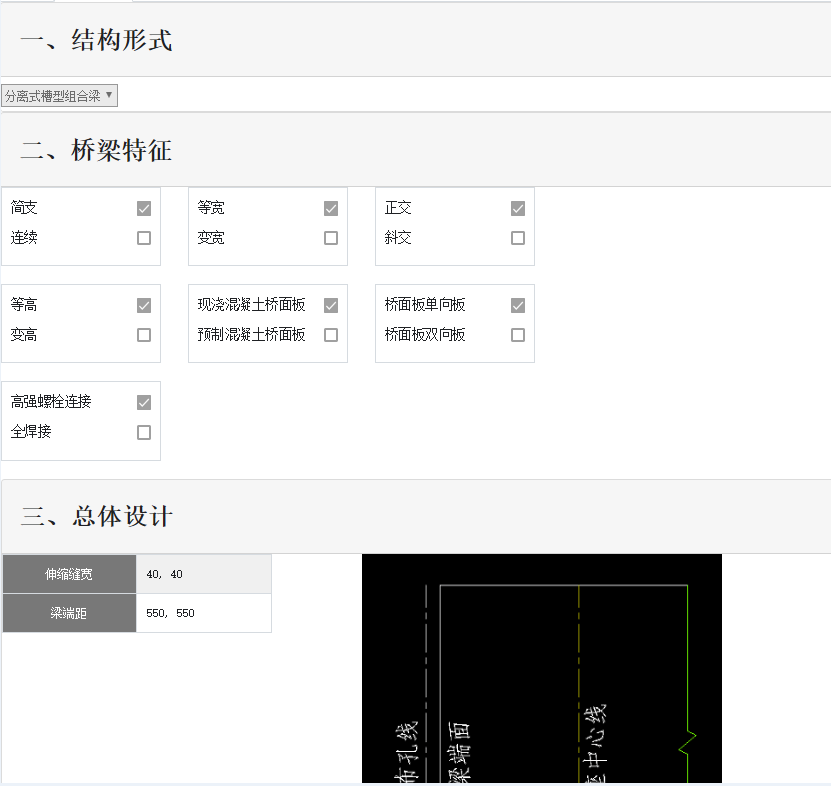 一、结构形式
分离式槽型组合梁
二、桥梁特征
简支
连续
等宽
变宽
正交
斜交
等高
变高
现浇混凝土桥面板
预制混凝土桥面板
桥面板单向板
桥面板双向板
高强螺栓连接
全焊接
三、总体设计
伸缩缝宽 40, 40
梁端距 550, 550
布孔线
梁端面
中心线